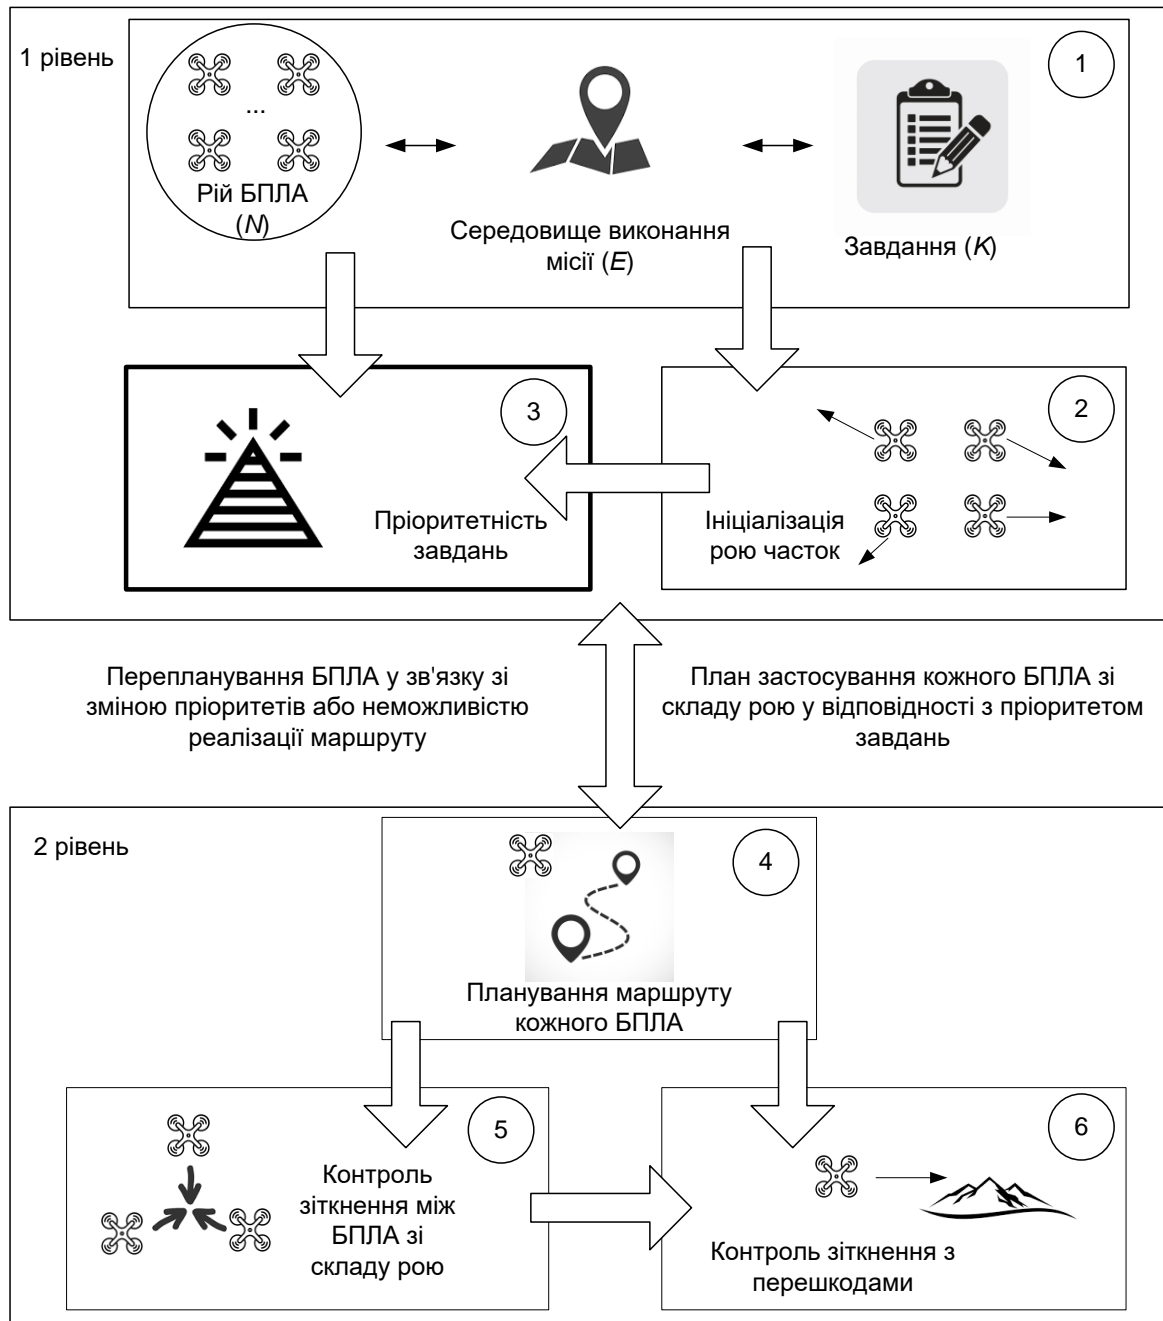 1 рівень
1
...
Рій БПЛА
(N)
Середовище виконання
місії (E)
Завдання (K)
3
Пріоритетність
завдань
2
Ініціалізація
рою часток
Перепланування БПЛА у зв'язку зі
зміною пріоритетів або неможливістю
реалізації маршруту
План застосування кожного БПЛА зі
складу рою у відповідності з пріоритетом
завдань
2 рівень
4
Планування маршруту
кожного БПЛА
5
Контроль
зіткнення між
БПЛА зі
складу рою
6
Контроль зіткнення з
перешкодами